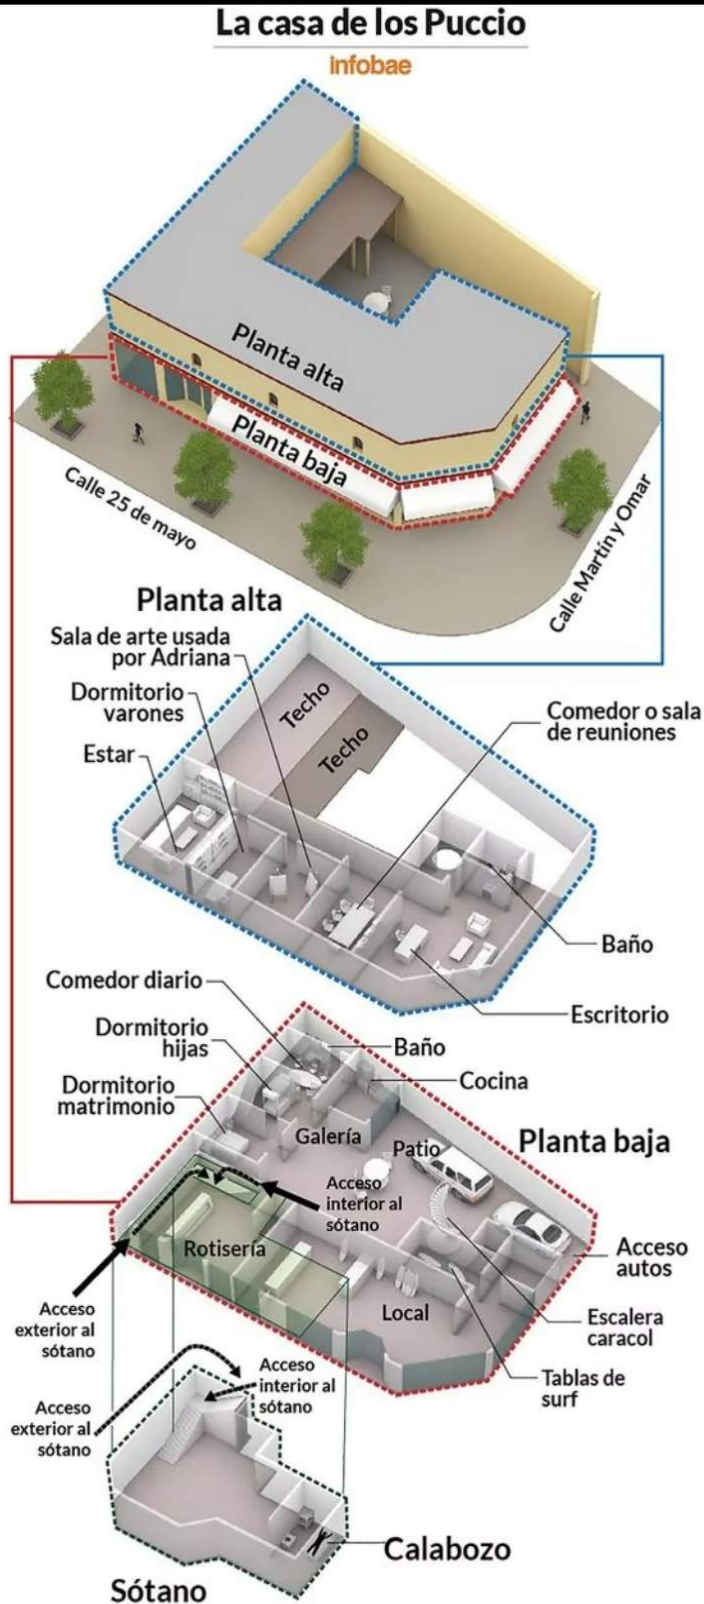 La casa de los Puccio
infobae
Planta alta
Planta baja
Calle 25 de mayo
Calle Martín y Omar
Planta alta
Sala de arte usada
por Adriana
Dormitorio
varones
Estar
Techo
Techo
Comedor o sala
de reuniones
Baño
Escritorio
Comedor diario
Dormitorio
hijas
Dormitorio
matrimonio
Baño
Cocina
Galería
Patio
Planta baja
Acceso
interior al
sótano
Rotisería
Acceso
exterior al
sótano
Local
Acceso
autos
Escalera
caracol
Tablas de
surf
Acceso
interior al
sótano
Acceso
exterior al
sótano
Calabozo
Sótano